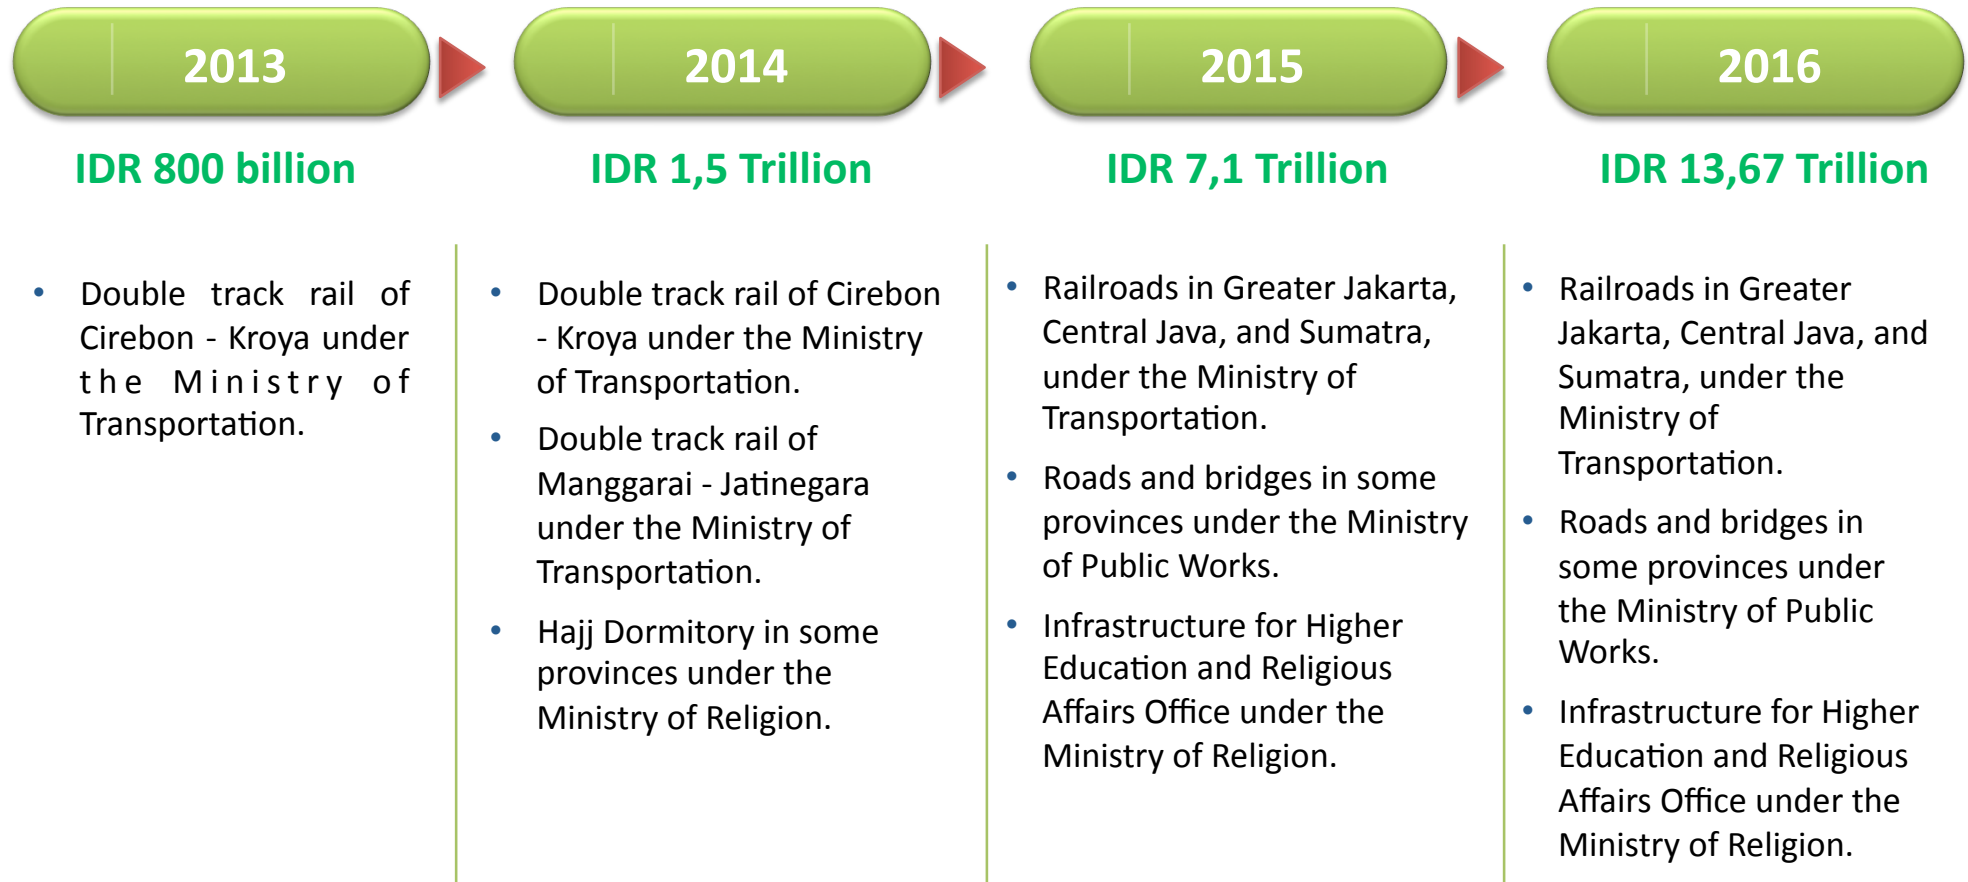 2013
2014
2015
2016
IDR 800 billion
IDR 1,5 Trillion
IDR 7,1 Trillion
IDR 13,67 Trillion
• Double track rail of
Cirebon - Kroya under
the Ministry of
Transportation.
• Double track rail of Cirebon
- Kroya under the Ministry
of Transportation.
• Double track rail of
Manggarai - Jatinegara
under the Ministry of
Transportation.
• Hajj Dormitory in some
provinces under the
Ministry of Religion.
• Railroads in Greater Jakarta,
Central Java, and Sumatra,
under the Ministry of
Transportation.
• Roads and bridges in some
provinces under the Ministry
of Public Works.
• Infrastructure for Higher
Education and Religious
Affairs Office under the
Ministry of Religion.
• Railroads in Greater
Jakarta, Central Java, and
Sumatra, under the
Ministry of
Transportation.
• Roads and bridges in
some provinces under
the Ministry of Public
Works.
• Infrastructure for Higher
Education and Religious
Affairs Office under the
Ministry of Religion.